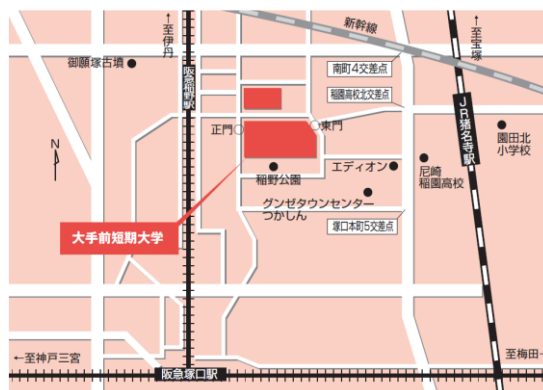 ←至伊丹
新幹線
←至宝塚
御願塚古墳
阪急稲野駅
南町4交差点
稲園高校北交差点
JR猪名寺駅
正門
東門
園田北
小学校
N
稲野公園
エディオン
尼崎
稲園高校
グンゼタウンセンター
つかしん
塚口本町5交差点
大手前短期大学
←至神戸三宮
至梅田→
阪急塚口駅